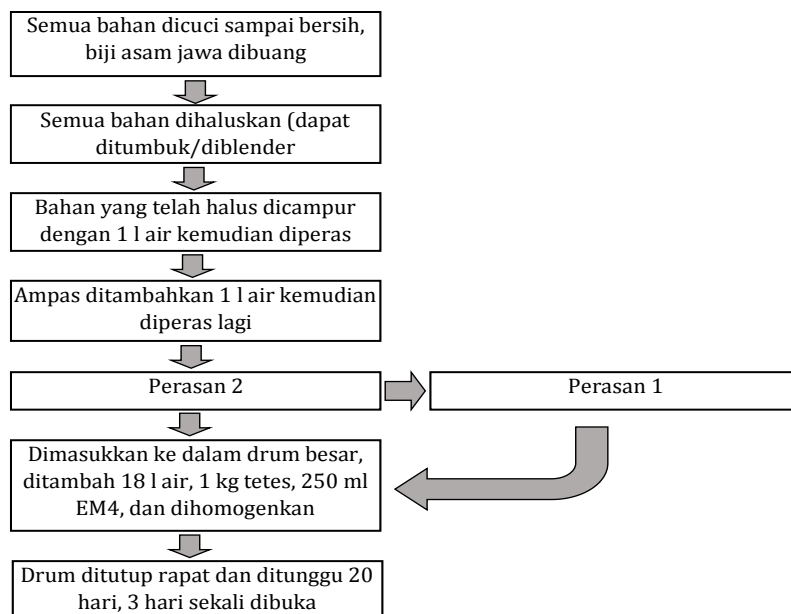 Semua bahan dicuci sampai bersih,
biji asam jawa dibuang
Semua bahan dihaluskan (dapat
ditumbuk/diblender
Bahan yang telah halus dicampur
dengan 1 l air kemudian diperas
Ampas ditambahkan 1 l air kemudian
diperas lagi
Perasan 2
Perasan 1
Dimasukkan ke dalam drum besar,
ditambah 18 l air, 1 kg tetes, 250 ml
EM4, dan dihomogenkan
Drum ditutup rapat dan ditunggu 20
hari, 3 hari sekali dibuka